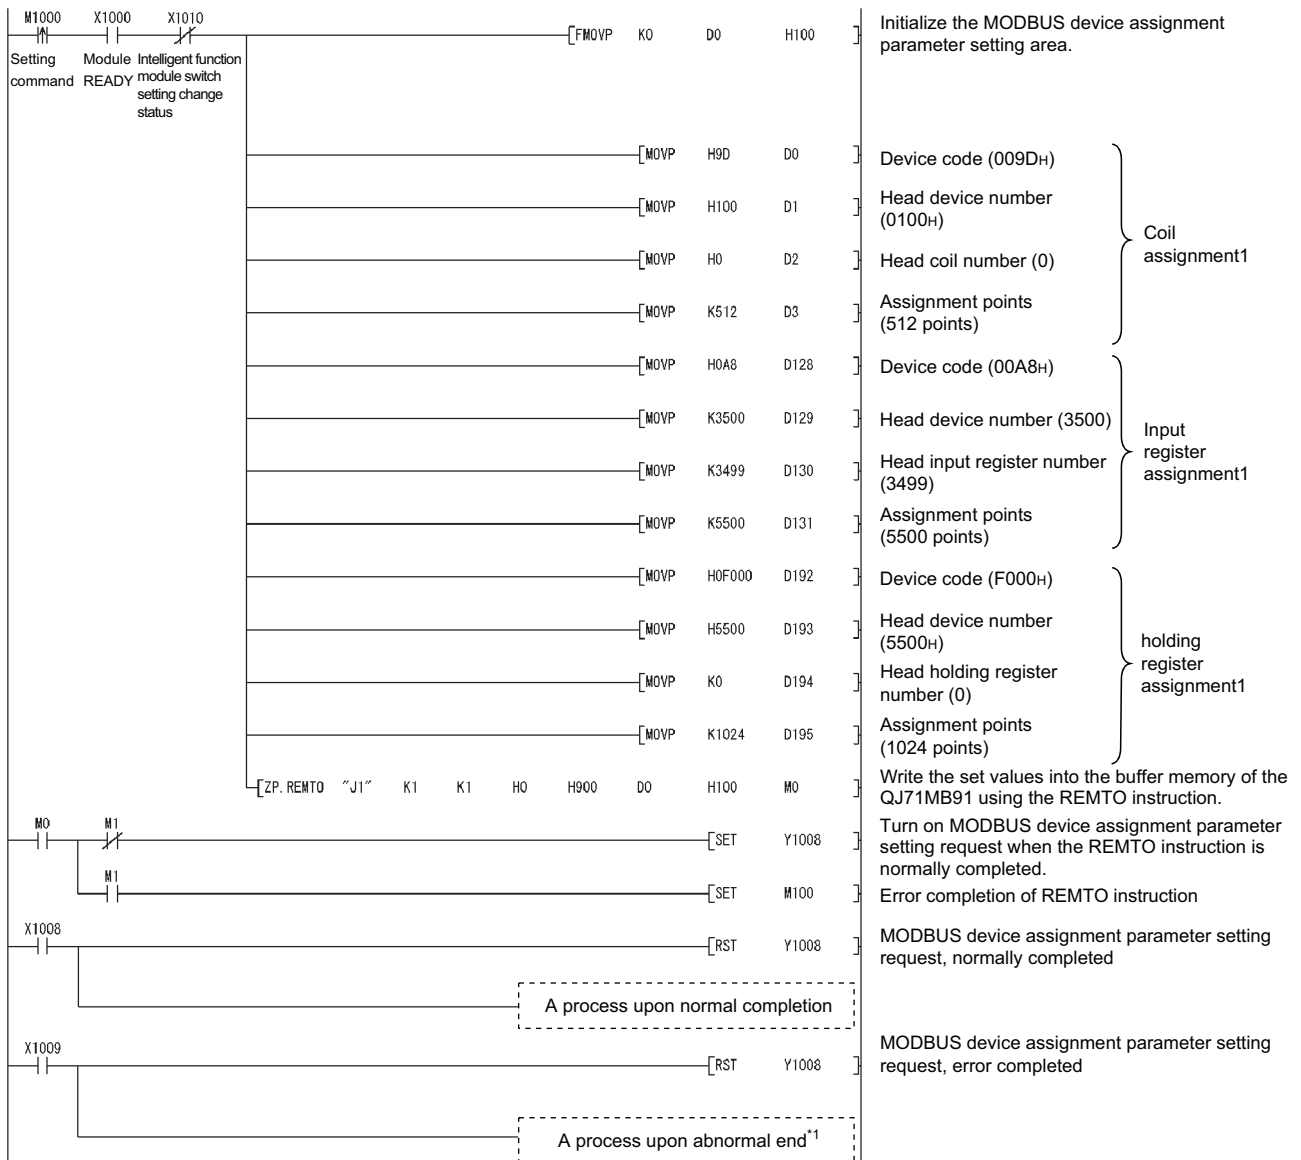 M1000 X1000 X1010
[FMOVP K0 D0 H100 ]
Initialize the MODBUS device assignment
parameter setting area.
Setting
command
Module
READY
Intelligent function
module switch
setting change
status
[MOVP H9D D0 ]
Device code (009DH)
[MOVP H100 D1 ]
Head device number
(0100H)
[MOVP H0 D2 ]
Head coil number (0)
[MOVP K512 D3 ]
Assignment points
(512 points)
Coil
assignment1
[MOVP H0A8 D128 ]
Device code (00A8H)
[MOVP K3500 D129 ]
Head device number (3500)
[MOVP K3499 D130 ]
Head input register number
(3499)
[MOVP K5500 D131 ]
Assignment points
(5500 points)
Input
register
assignment1
[MOVP H0F000 D192 ]
Device code (F000H)
[MOVP H5500 D193 ]
Head device number
(5500H)
[MOVP K0 D194 ]
Head holding register
number (0)
[MOVP K1024 D195 ]
Assignment points
(1024 points)
holding
register
assignment1
[ZP.REMTO "J1" K1 K1 H0 H900 D0 H100 M0 ]
Write the set values into the buffer memory of the
QJ71MB91 using the REMTO instruction.
M0 M1
[SET Y1008 ]
Turn on MODBUS device assignment parameter
setting request when the REMTO instruction is
normally completed.
M1
[SET M100 ]
Error completion of REMTO instruction
X1008
[RST Y1008 ]
MODBUS device assignment parameter setting
request, normally completed
A process upon normal completion
X1009
[RST Y1008 ]
MODBUS device assignment parameter setting
request, error completed
A process upon abnormal end*1